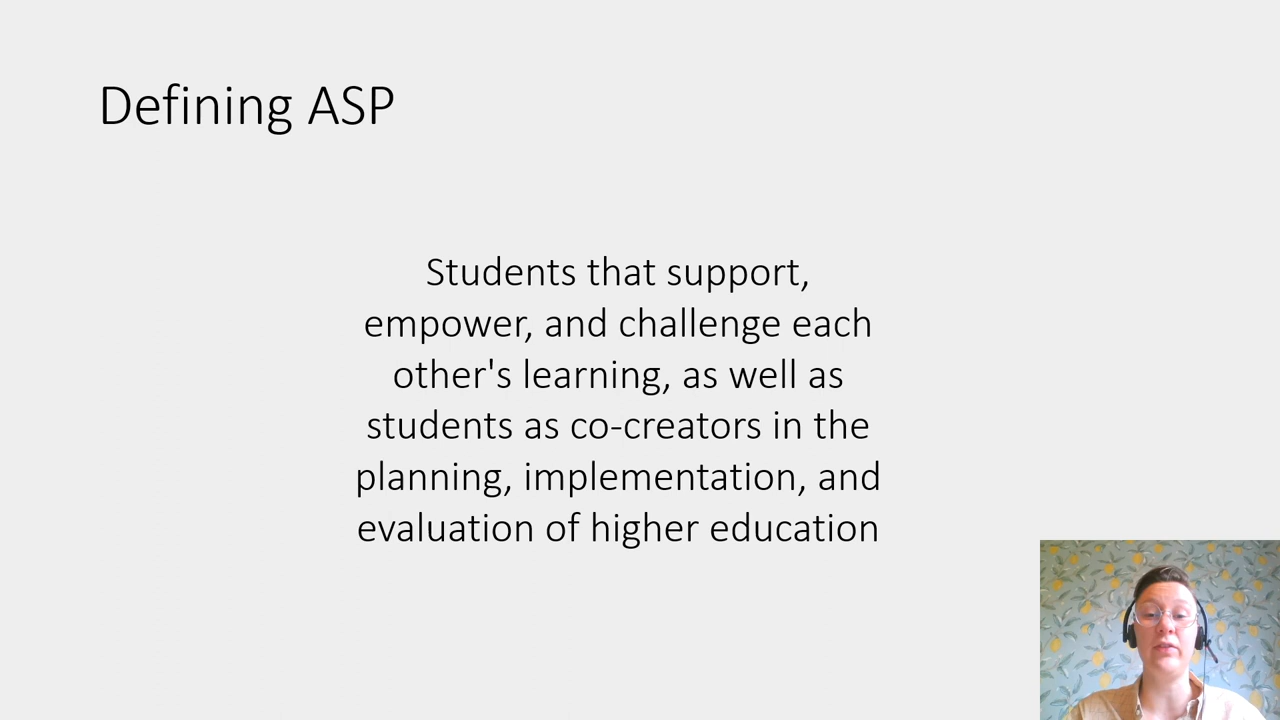 Defining ASP
Students that support,
empower, and challenge each
other's learning, as well as
students as co-creators in the
planning, implementation, and
evaluation of higher education